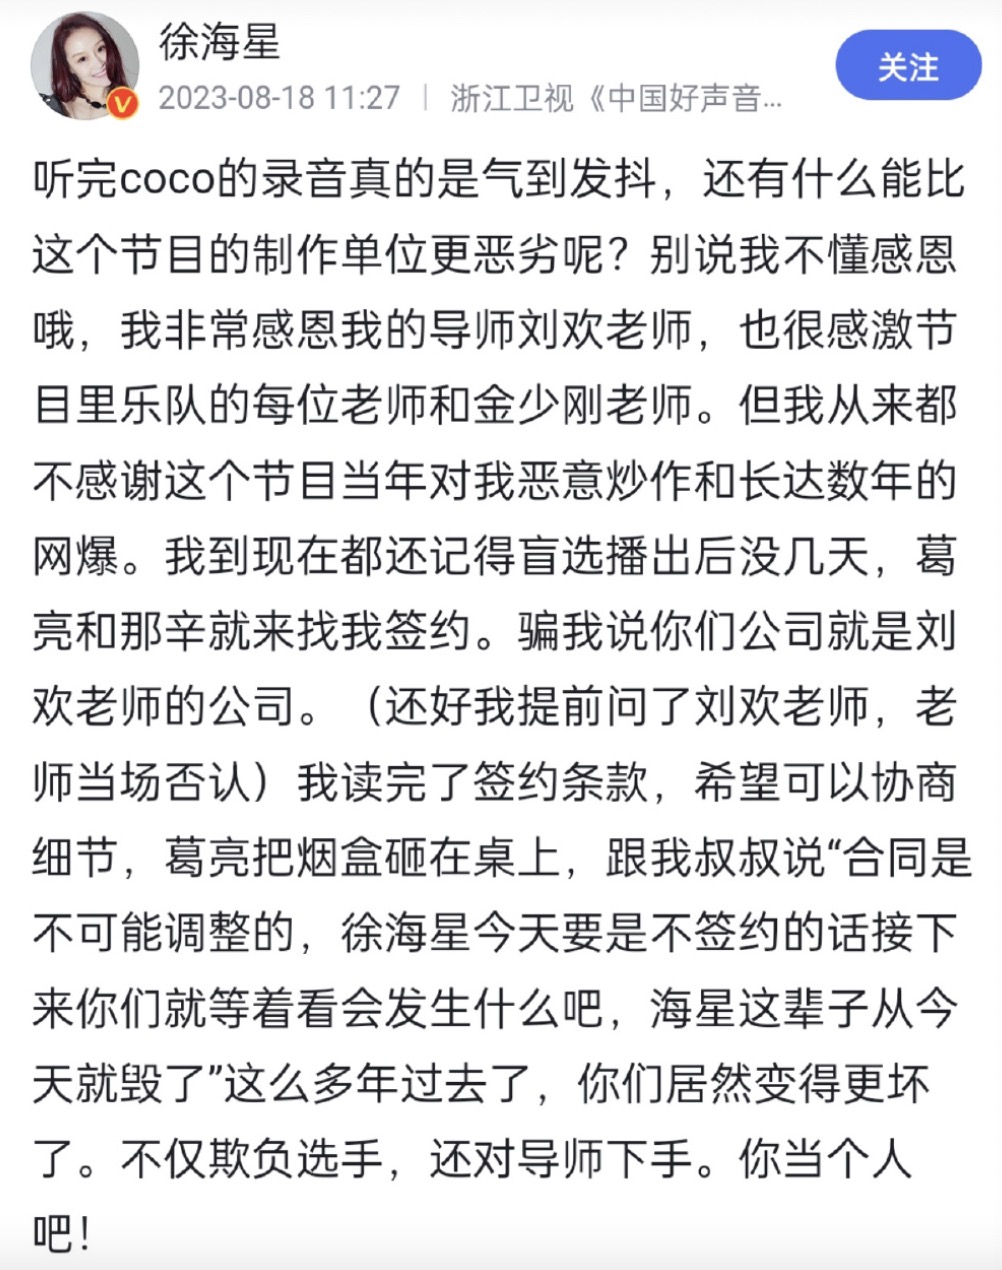 徐海星
2023-08-18 11:27 | 浙江卫视《中国好声音...
关注
听完coco的录音真的是气到发抖，还有什么能比
这个节目的制作单位更恶劣呢？别说我不懂感恩
哦，我非常感恩我的导师刘欢老师，也很感激节
目里乐队的每位老师和金少刚老师。但我从来都
不感谢这个节目当年对我恶意炒作和长达数年的
网爆。我到现在都还记得盲选播出后没几天，葛
亮和那辛就来找我签约。骗我说你们公司就是刘
欢老师的公司。（还好我提前问了刘欢老师，老
师当场否认）我读完了签约条款，希望可以协商
细节，葛亮把烟盒砸在桌上，跟我叔叔说“合同是
不可能调整的，徐海星今天要是不签约的话接下
来你们就等着看会发生什么吧，海星这辈子从今
天就毁了”这么多年过去了，你们居然变得更坏
了。不仅欺负选手，还对导师下手。你当个人
吧！